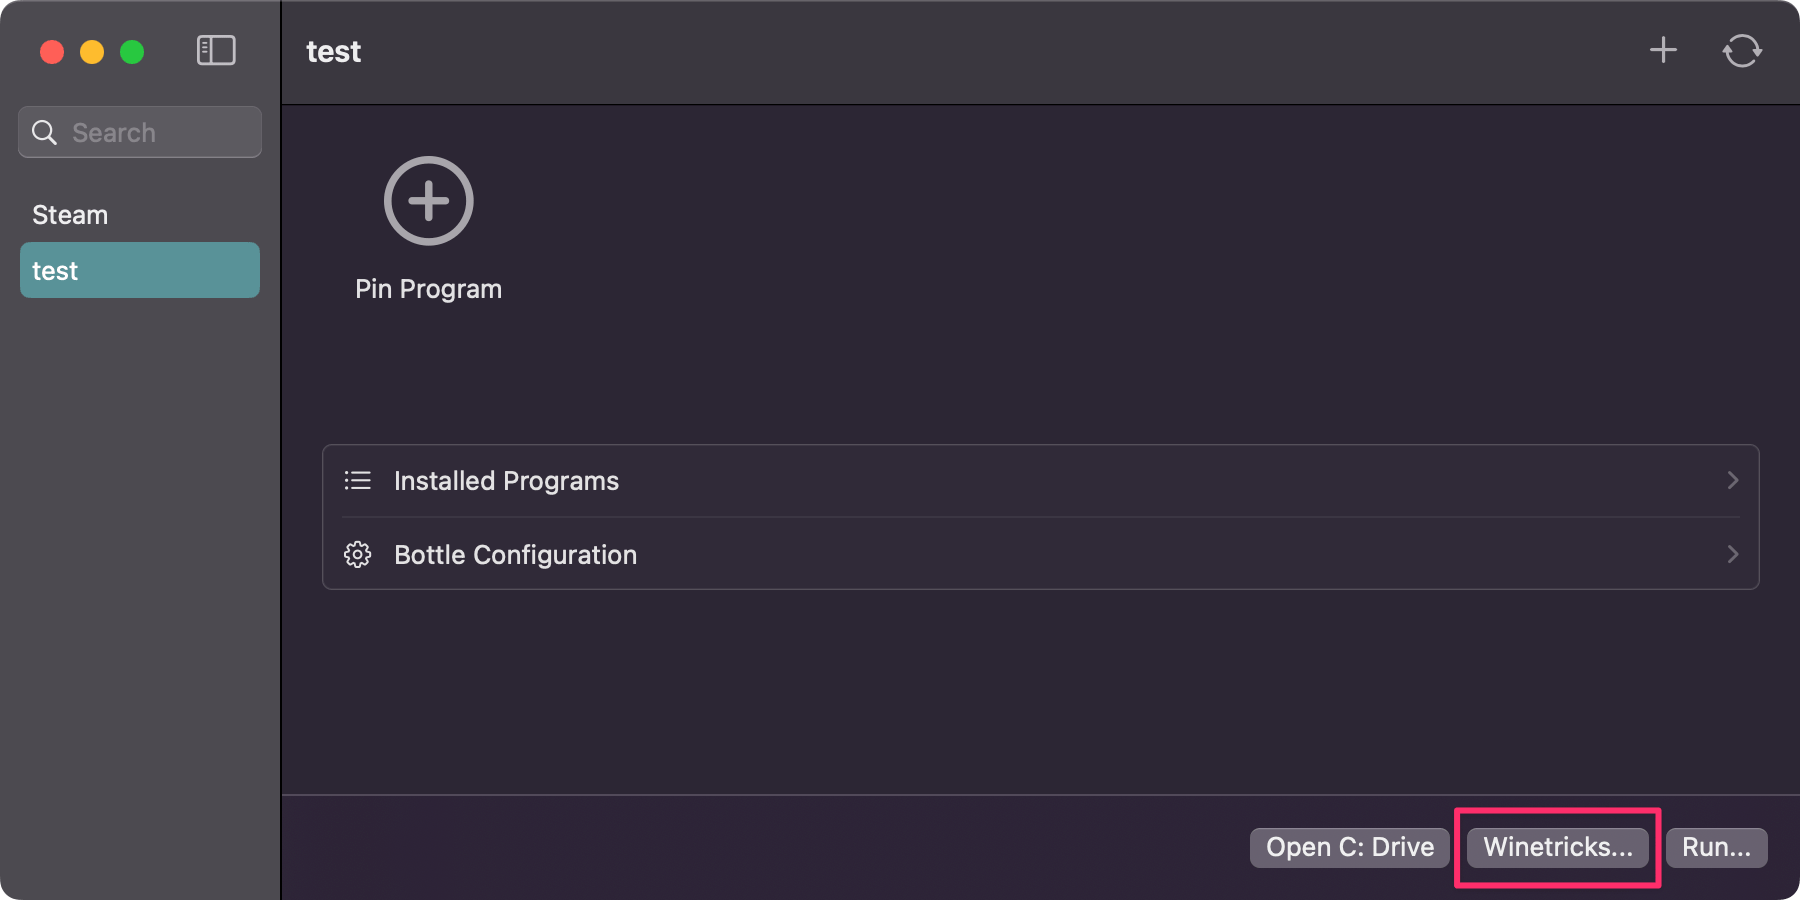 test
Search
Steam
test
Pin Program
Installed Programs
Bottle Configuration
Open C: Drive
Winetricks...
Run...